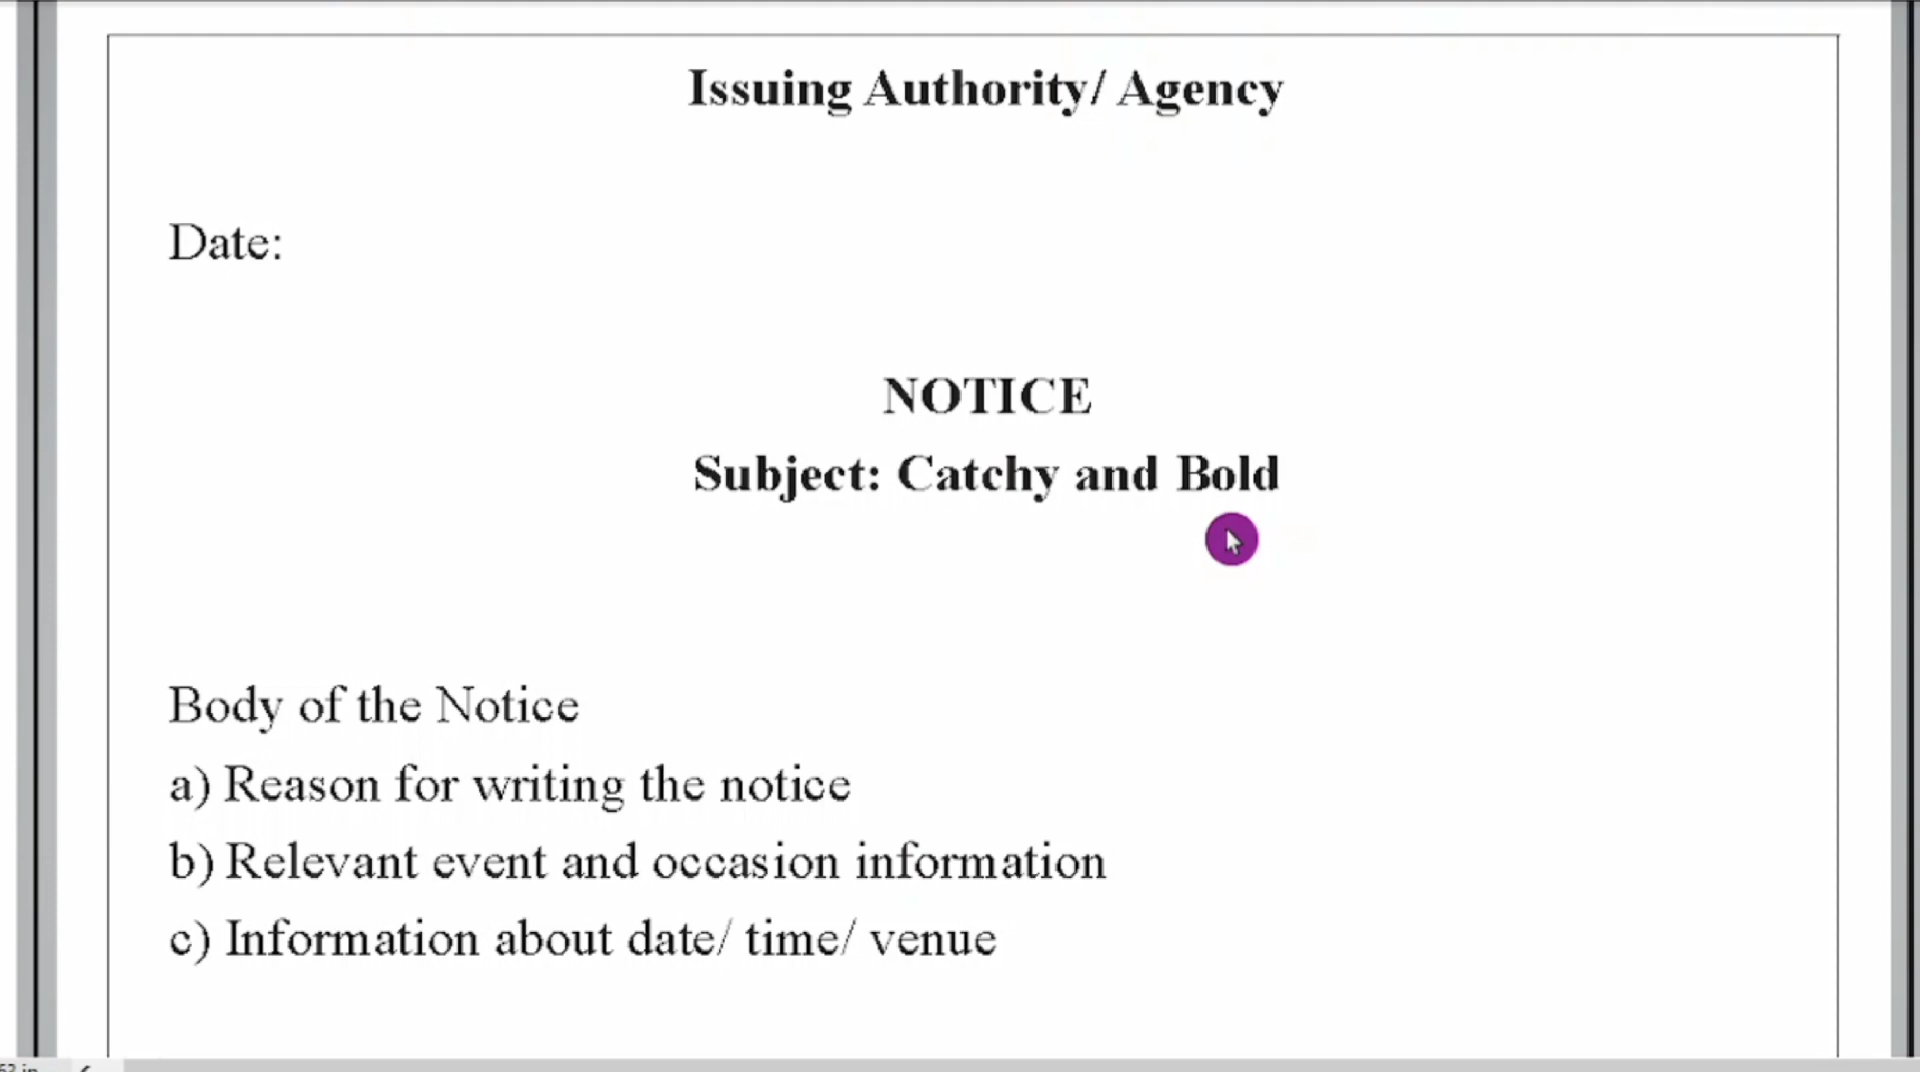 Issuing Authority/ Agency
Date:
NOTICE
Subject: Catchy and Bold
Body of the Notice
a) Reason for writing the notice
b) Relevant event and occasion information
c) Information about date/ time/ venue